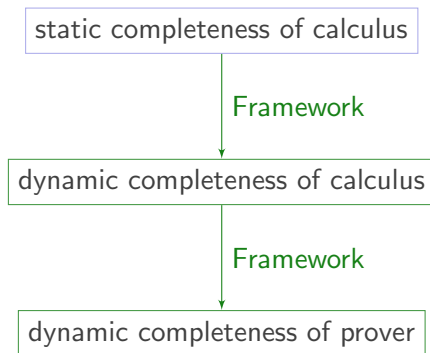 static completeness of calculus
Framework
dynamic completeness of calculus
Framework
dynamic completeness of prover